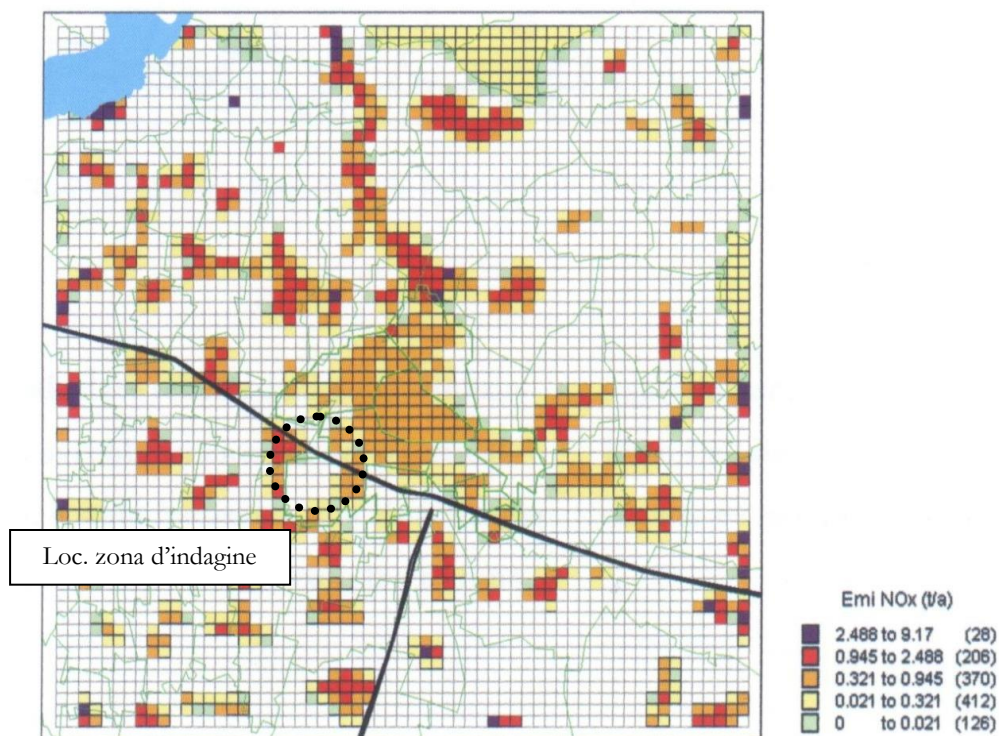 Loc. zona d'indagine
Emi NOx (t/a)
2.488 to 9.17 (28)
0.945 to 2.488 (206)
0.321 to 0.945 (370)
0.021 to 0.321 (412)
0 to 0.021 (126)